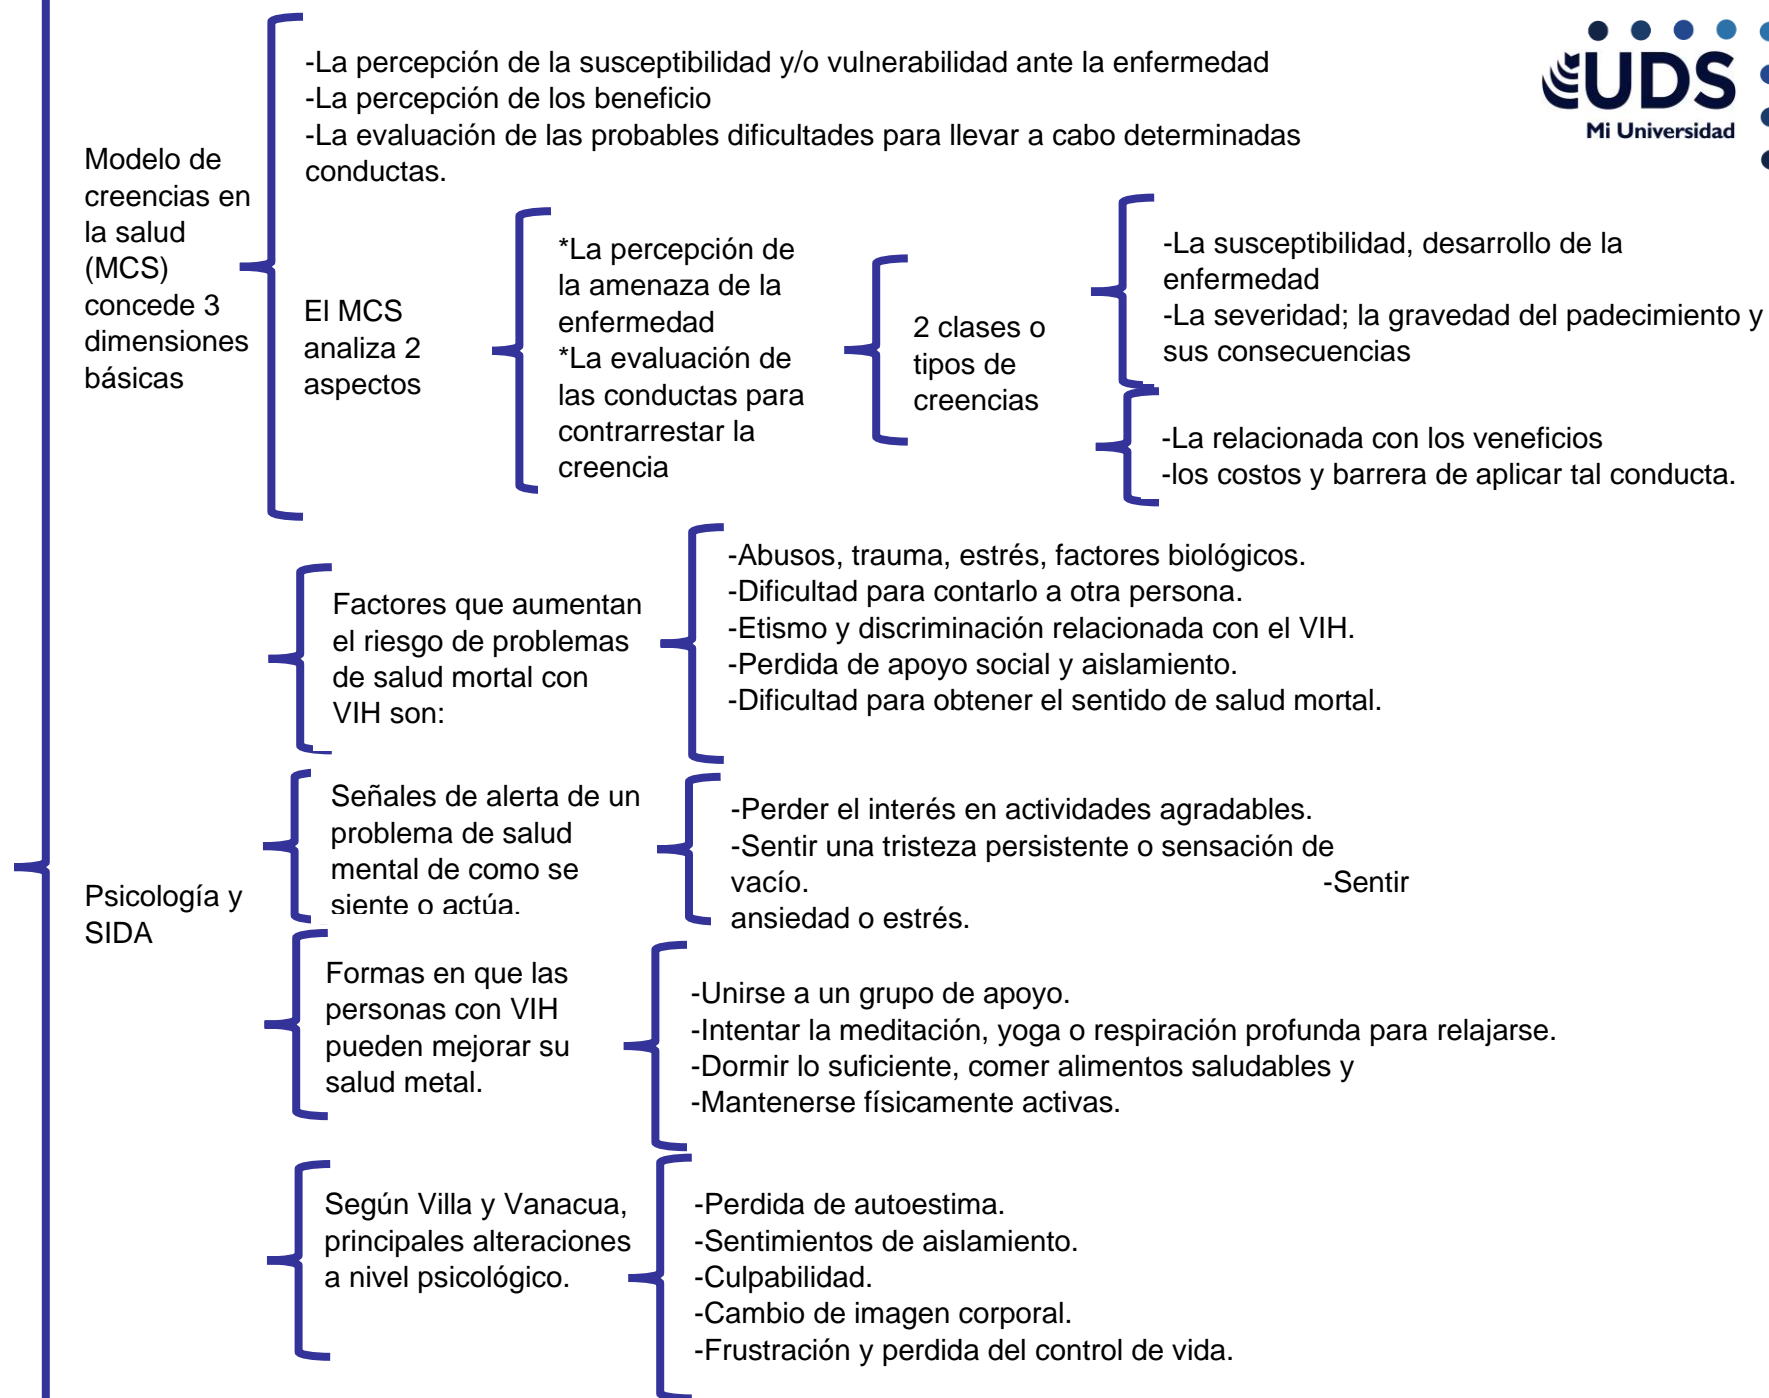 UDS
Mi Universidad
Modelo de
creencias en
la salud
(MCS)
concede 3
dimensiones
básicas
-La percepción de la susceptibilidad y/o vulnerabilidad ante la enfermedad
-La percepción de los beneficio
-La evaluación de las probables dificultades para llevar a cabo determinadas
conductas.
El MCS
analiza 2
aspectos
*La percepción de
la amenaza de la
enfermedad
*La evaluación de
las conductas para
contrarrestar la
creencia
2 clases o
tipos de
creencias
-La susceptibilidad, desarrollo de la
enfermedad
-La severidad; la gravedad del padecimiento y
sus consecuencias
-La relacionada con los veneficios
-los costos y barrera de aplicar tal conducta.
Psicología y
SIDA
Factores que aumentan
el riesgo de problemas
de salud mortal con
VIH son:
-Abusos, trauma, estrés, factores biológicos.
-Dificultad para contarlo a otra persona.
-Etismo y discriminación relacionada con el VIH.
-Perdida de apoyo social y aislamiento.
-Dificultad para obtener el sentido de salud mortal.
Señales de alerta de un
problema de salud
mental de como se
siente o actúa.
-Perder el interés en actividades agradables.
-Sentir una tristeza persistente o sensación de
vacío. -Sentir
ansiedad o estrés.
Formas en que las
personas con VIH
pueden mejorar su
salud metal.
-Unirse a un grupo de apoyo.
-Intentar la meditación, yoga o respiración profunda para relajarse.
-Dormir lo suficiente, comer alimentos saludables y
-Mantenerse físicamente activas.
Según Villa y Vanacua,
principales alteraciones
a nivel psicológico.
-Perdida de autoestima.
-Sentimientos de aislamiento.
-Culpabilidad.
-Cambio de imagen corporal.
-Frustración y perdida del control de vida.